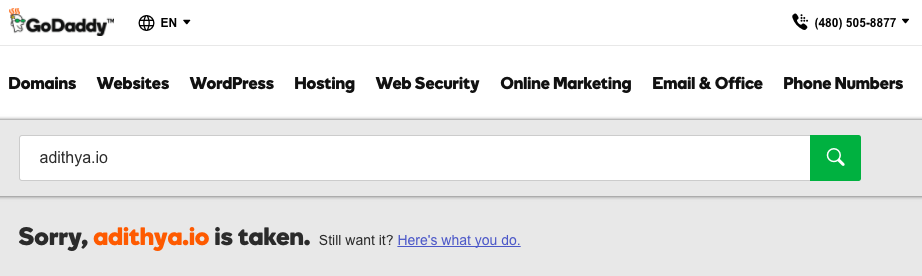 GoDaddy™ EN (480) 505-8877
Domains Websites WordPress Hosting Web Security Online Marketing Email & Office Phone Numbers
adithya.io
Sorry, adithya.io is taken. Still want it? Here's what you do.